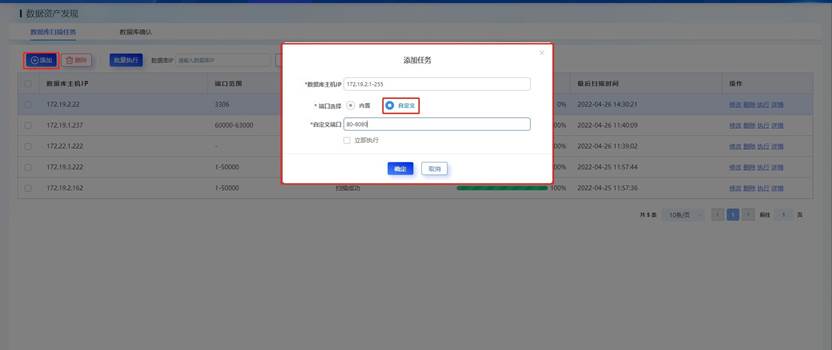 数据资产发现
数据库扫描任务 数据库确认
添加 删除 批量执行 数据库IP 请输入数据库IP
数据库主机IP 端口范围 最近扫描时间 操作
172.19.2.22 3306 0% 2022-04-26 14:30:21 修改 删除 执行 详情
172.19.1.237 60000-63000 100% 2022-04-26 11:40:09 修改 删除 执行 详情
172.22.1.222 - 100% 2022-04-26 11:39:02 修改 删除 执行 详情
172.19.3.222 1-50000 100% 2022-04-25 11:57:44 修改 删除 执行 详情
172.19.2.162 1-50000 扫描成功 100% 2022-04-25 11:57:36 修改 删除 执行 详情
共 5 条 10条/页 1 前往 1 页
添加任务
*数据库主机IP 172.19.2.1-255
*端口选择 内置 自定义
*自定义端口 80-8080
立即执行
确定 取消